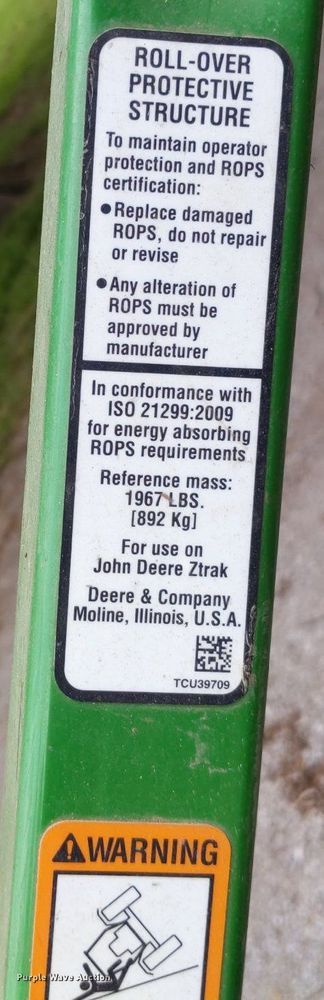 ROLL-OVER
PROTECTIVE
STRUCTURE
To maintain operator
protection and ROPS
certification:
●Replace damaged
ROPS, do not repair
or revise
●Any alteration of
ROPS must be
approved by
manufacturer
In conformance with
ISO 21299:2009
for energy absorbing
ROPS requirements
Reference mass:
1967 LBS.
[892 Kg]
For use on
John Deere Ztrak
Deere & Company
Moline, Illinois, U.S.A.
TCU39709
WARNING
Purple Wave Auction